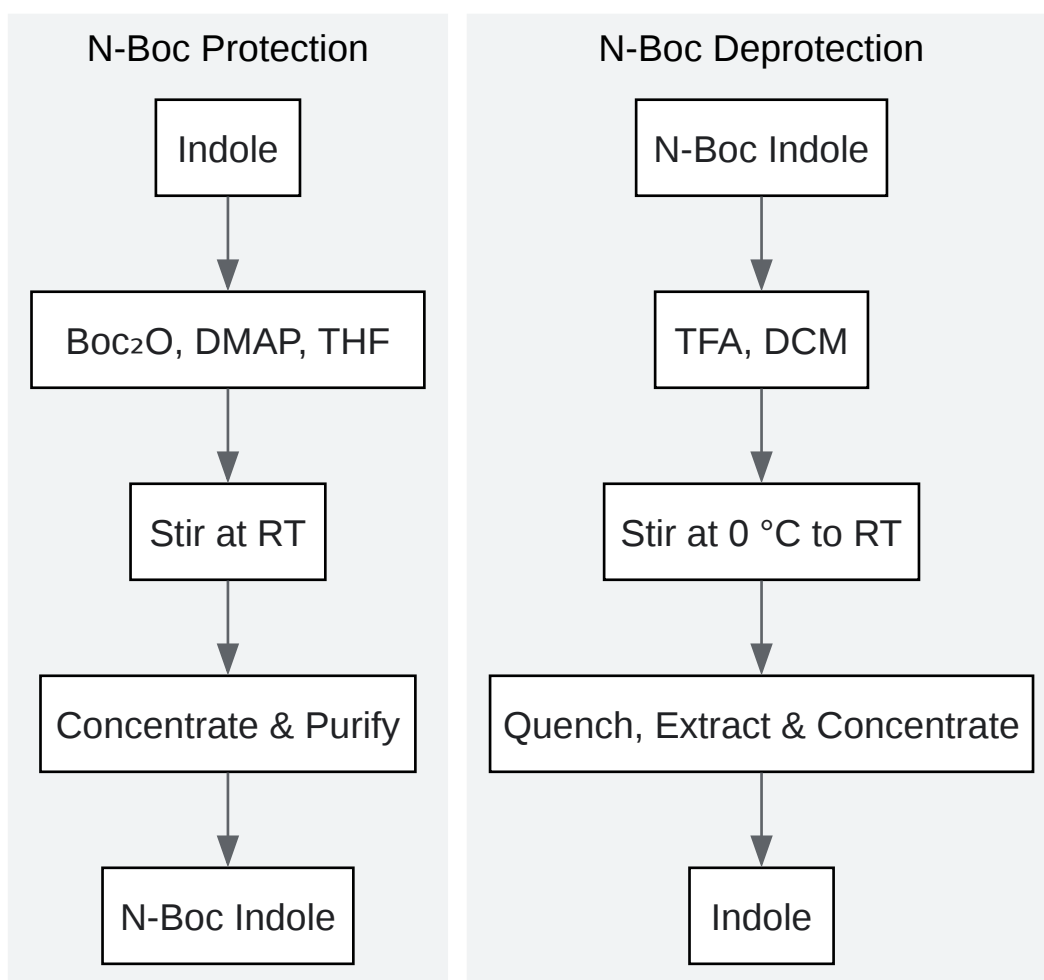 N-Boc Protection
Indole
Boc₂O, DMAP, THF
Stir at RT
Concentrate & Purify
N-Boc Indole
N-Boc Deprotection
N-Boc Indole
TFA, DCM
Stir at 0 °C to RT
Quench, Extract & Concentrate
Indole